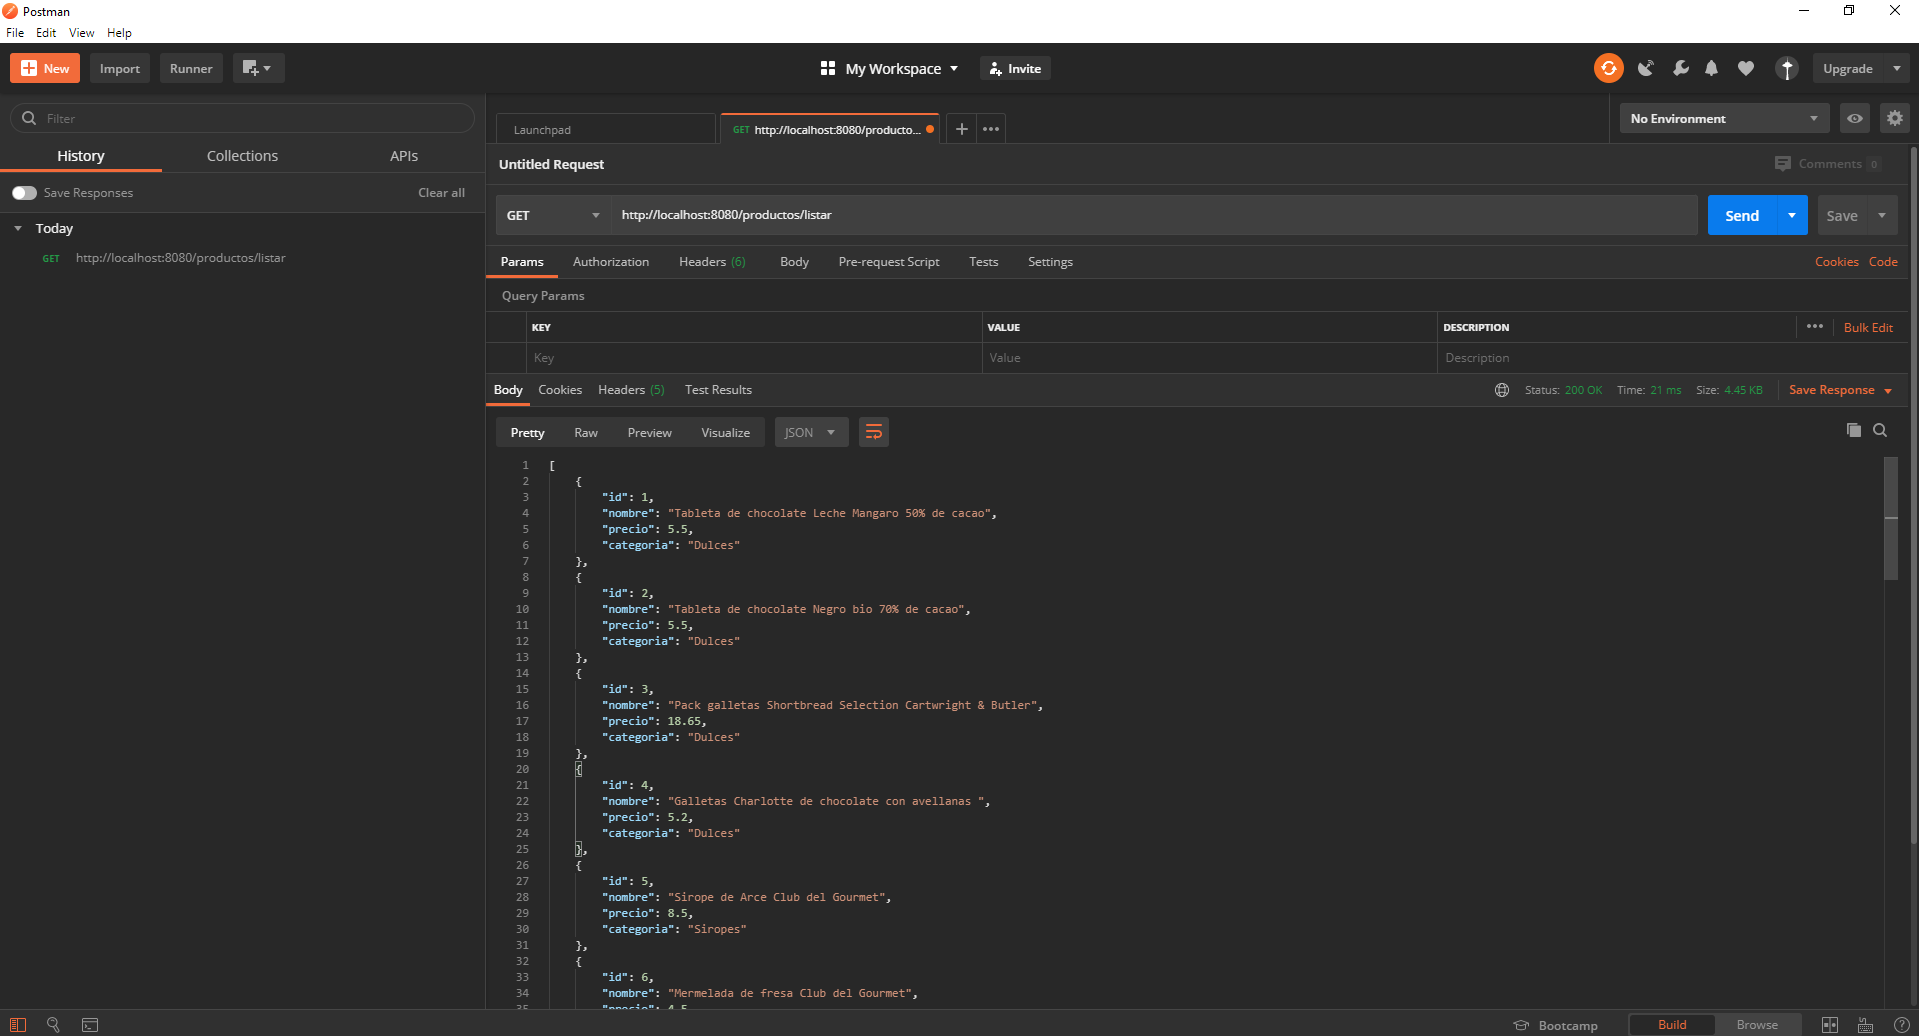 Postman
File Edit View Help
New Import Runner My Workspace Invite Upgrade
Filter
History Collections APIs
Save Responses Clear all
Today
GET http://localhost:8080/productos/listar
Launchpad GET http://localhost:8080/producto... No Environment
Untitled Request Comments 0
GET http://localhost:8080/productos/listar Send Save
Params Authorization Headers (6) Body Pre-request Script Tests Settings Cookies Code
Query Params
KEY VALUE DESCRIPTION Bulk Edit
Key Value Description
Body Cookies Headers (5) Test Results Status: 200 OK Time: 21 ms Size: 4.45 KB Save Response
Pretty Raw Preview Visualize JSON
1 [
2 {
3 "id": 1,
4 "nombre": "Tableta de chocolate Leche Mangaro 50% de cacao",
5 "precio": 5.5,
6 "categoria": "Dulces"
7 },
8 {
9 "id": 2,
10 "nombre": "Tableta de chocolate Negro bio 70% de cacao",
11 "precio": 5.5,
12 "categoria": "Dulces"
13 },
14 {
15 "id": 3,
16 "nombre": "Pack galletas Shortbread Selection Cartwright & Butler",
17 "precio": 18.65,
18 "categoria": "Dulces"
19 },
20 {
21 "id": 4,
22 "nombre": "Galletas Charlotte de chocolate con avellanas ",
23 "precio": 5.2,
24 "categoria": "Dulces"
25 },
26 {
27 "id": 5,
28 "nombre": "Sirope de Arce Club del Gourmet",
29 "precio": 8.5,
30 "categoria": "Siropes"
31 },
32 {
33 "id": 6,
34 "nombre": "Mermelada de fresa Club del Gourmet",
35 "precio": 4.5
Bootcamp Build Browse